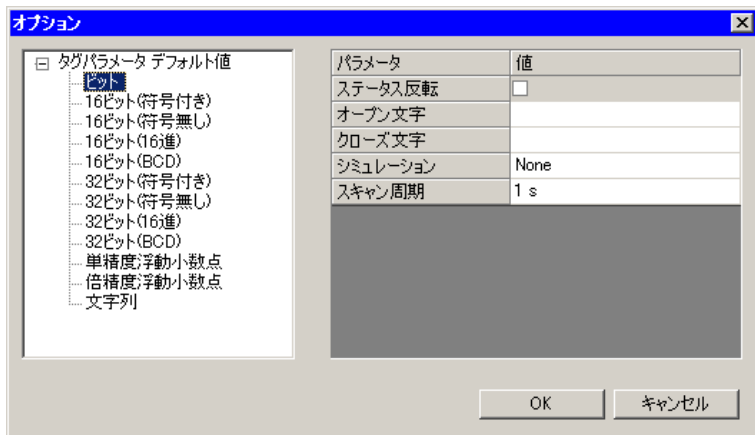 オプション
タグパラメータ デフォルト値
ビット
16ビット(符号付き)
16ビット(符号無し)
16ビット(16進)
16ビット(BCD)
32ビット(符号付き)
32ビット(符号無し)
32ビット(16進)
32ビット(BCD)
単精度浮動小数点
倍精度浮動小数点
文字列
パラメータ 値
ステータス反転
オープン文字
クローズ文字
シミュレーション None
スキャン周期 1 s
OK キャンセル